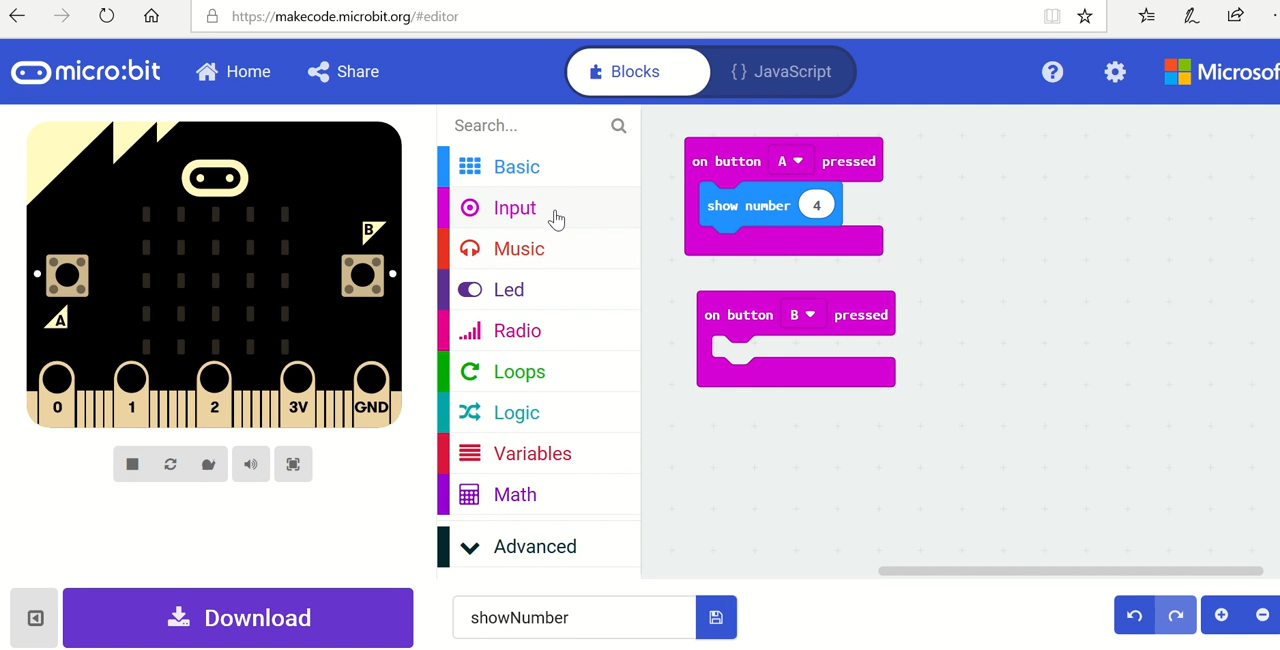 https://makecode.microbit.org/#editor
micro:bit Home Share Blocks {} JavaScript ? Microsof
Search...
Basic
Input
Music
Led
Radio
Loops
Logic
Variables
Math
Advanced
B
A
0 1 2 3V GND
on button A pressed
show number 4
on button B pressed
Download
showNumber